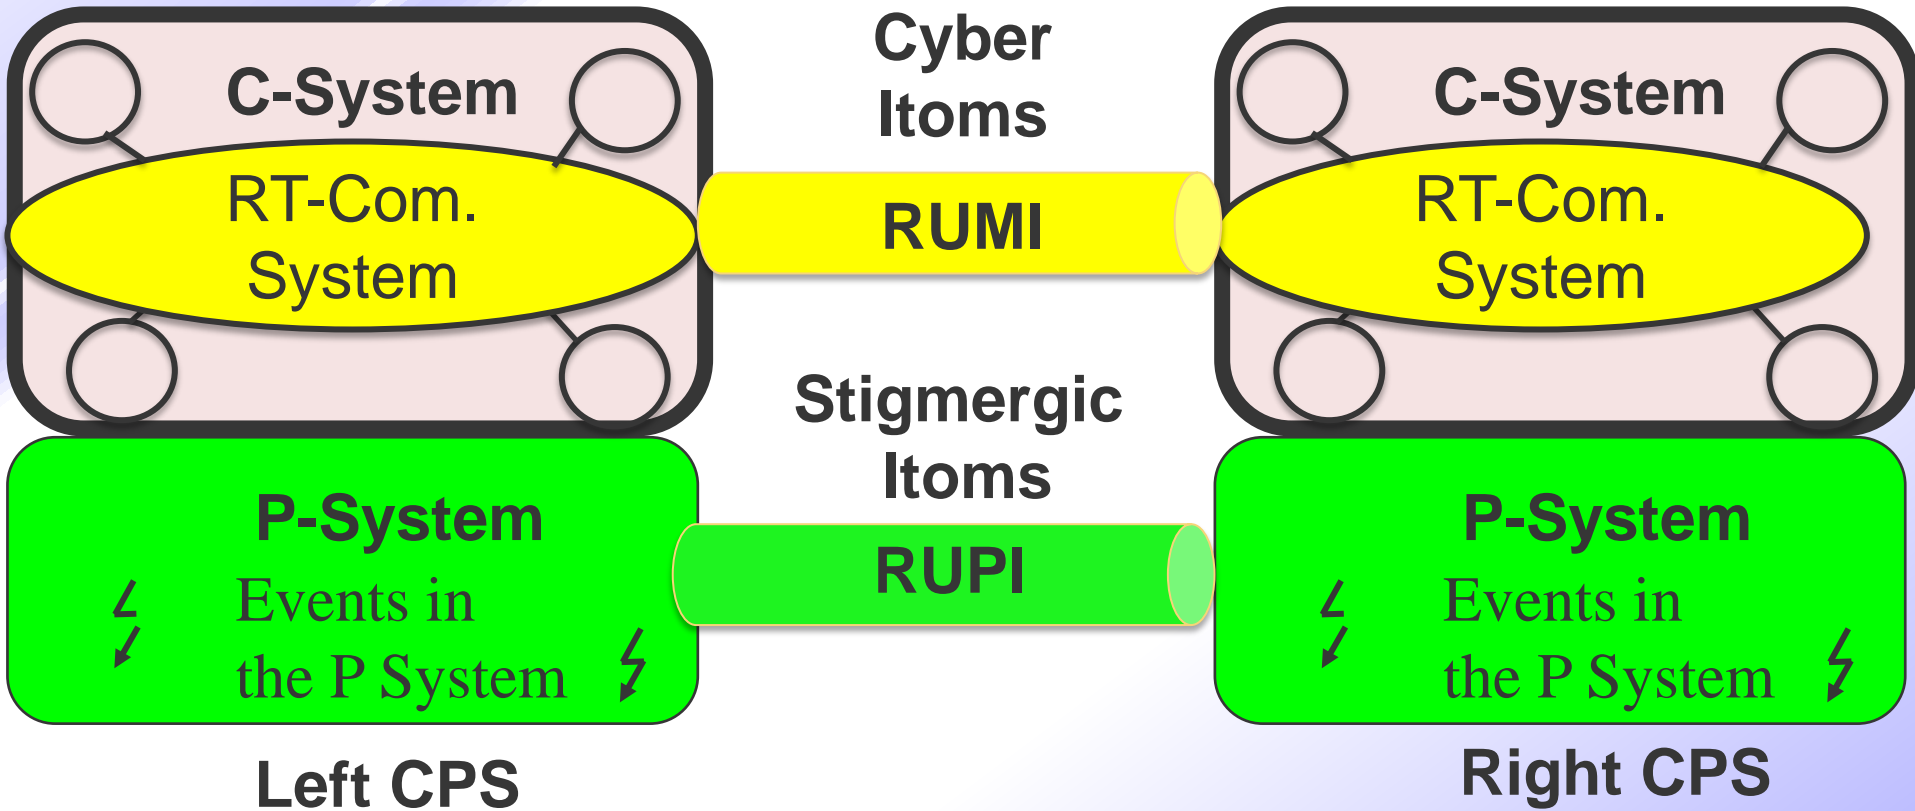 C-System
RT-Com.
System
P-System
Events in
the P System
Left CPS
Cyber
Itoms
RUMI
Stigmergic
Itoms
RUPI
C-System
RT-Com.
System
P-System
Events in
the P System
Right CPS